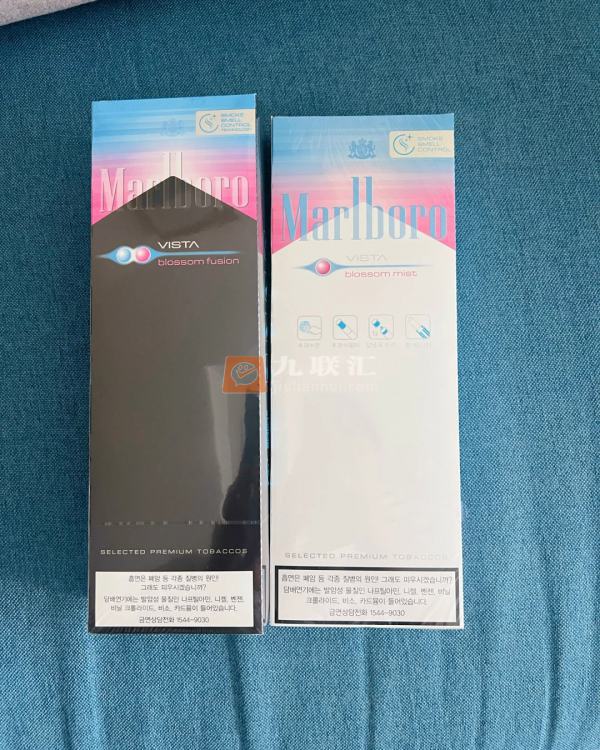 SMOKE
SMELL
CONTROL
TECHNOLOGY
Marlboro
VISTA
blossom fusion
SELECTED PREMIUM TOBACCOS
흡연은 폐암 등 각종 질병의 원인!
그래도 피우시겠습니까?
담배연기에는 발암성 물질인 나프틸아민, 니켈, 벤젠,
비닐 크롤라이드, 비소, 카드뮴이 들어있습니다.
금연상담전화 1544-9030
SMOKE
SMELL
CONTROL
Marlboro
VISTA
blossom mist
九联汇
SELECTED PREMIUM TOBACCOS
흡연은 폐암 등 각종 질병의 원인! 그래도 피우시겠습니까?
담배연기에는 발암성 물질인 나프틸아민, 니켈, 벤젠, 비닐
크롤라이드, 비소, 카드뮴이 들어있습니다.
금연상담전화 1544-9030